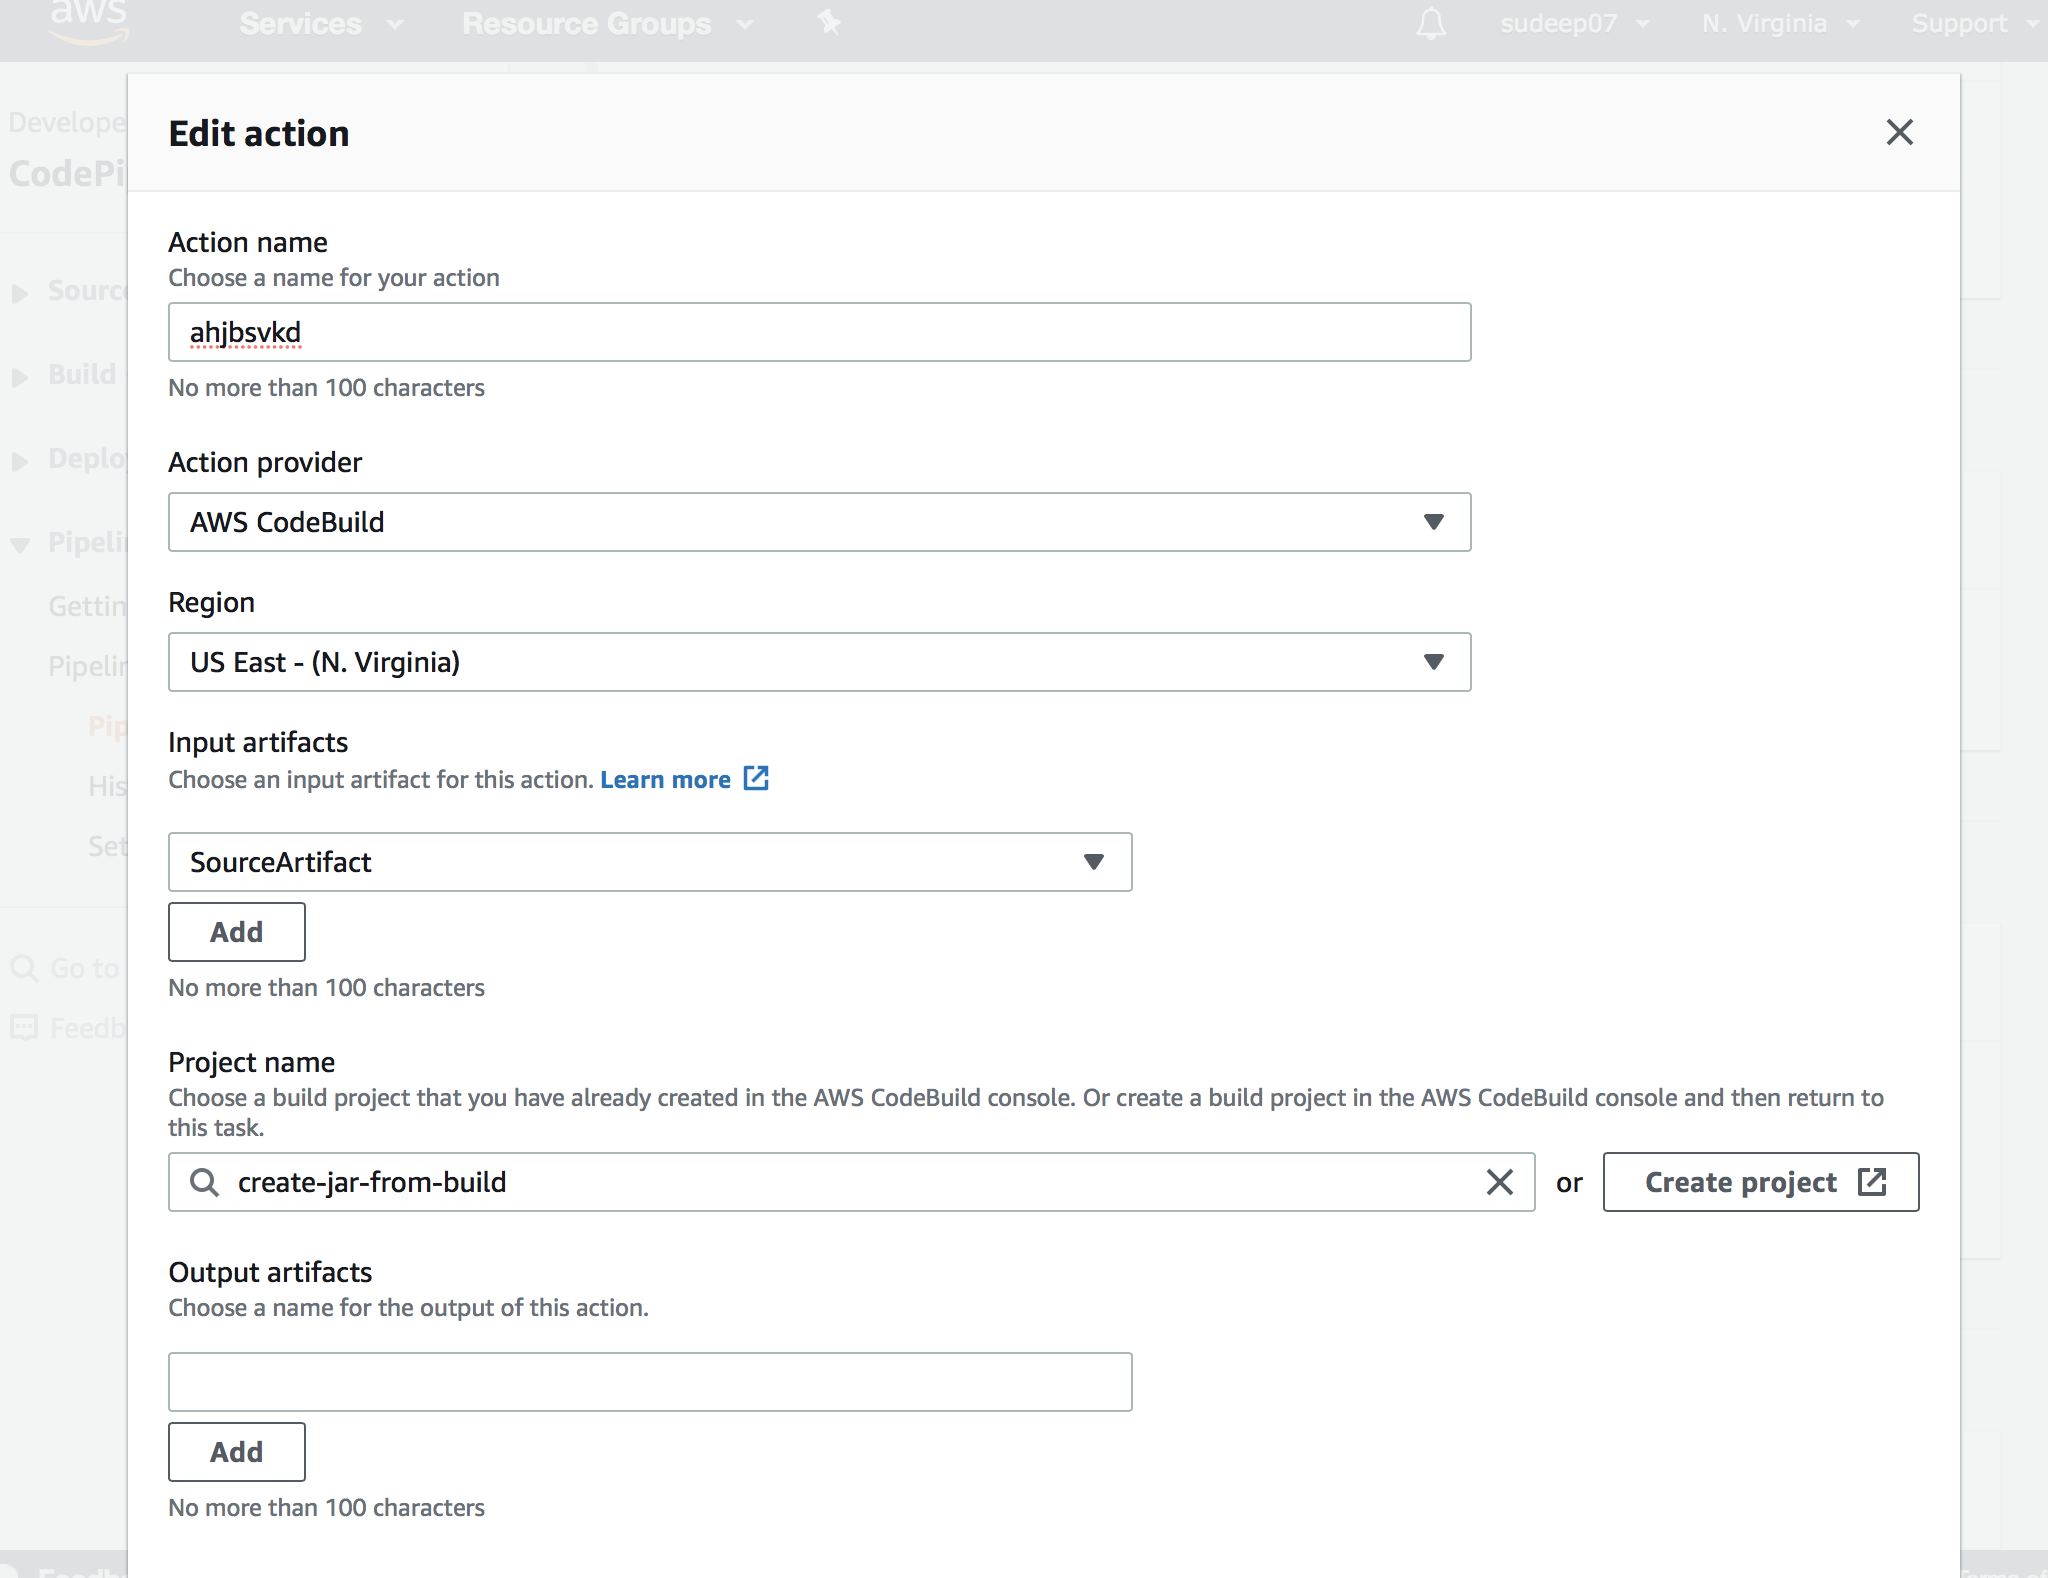 aws Services Resource Groups sudeep07 N. Virginia Support
Develope
CodePi
Source
Build
Deploy
Pipelin
Gettin
Pipelin
Pip
His
Set
Go to
Feedb
Edit action
Action name
Choose a name for your action
ahjbsvkd
No more than 100 characters
Action provider
AWS CodeBuild
Region
US East - (N. Virginia)
Input artifacts
Choose an input artifact for this action. Learn more
SourceArtifact
Add
No more than 100 characters
Project name
Choose a build project that you have already created in the AWS CodeBuild console. Or create a build project in the AWS CodeBuild console and then return to
this task.
create-jar-from-build or Create project
Output artifacts
Choose a name for the output of this action.
Add
No more than 100 characters